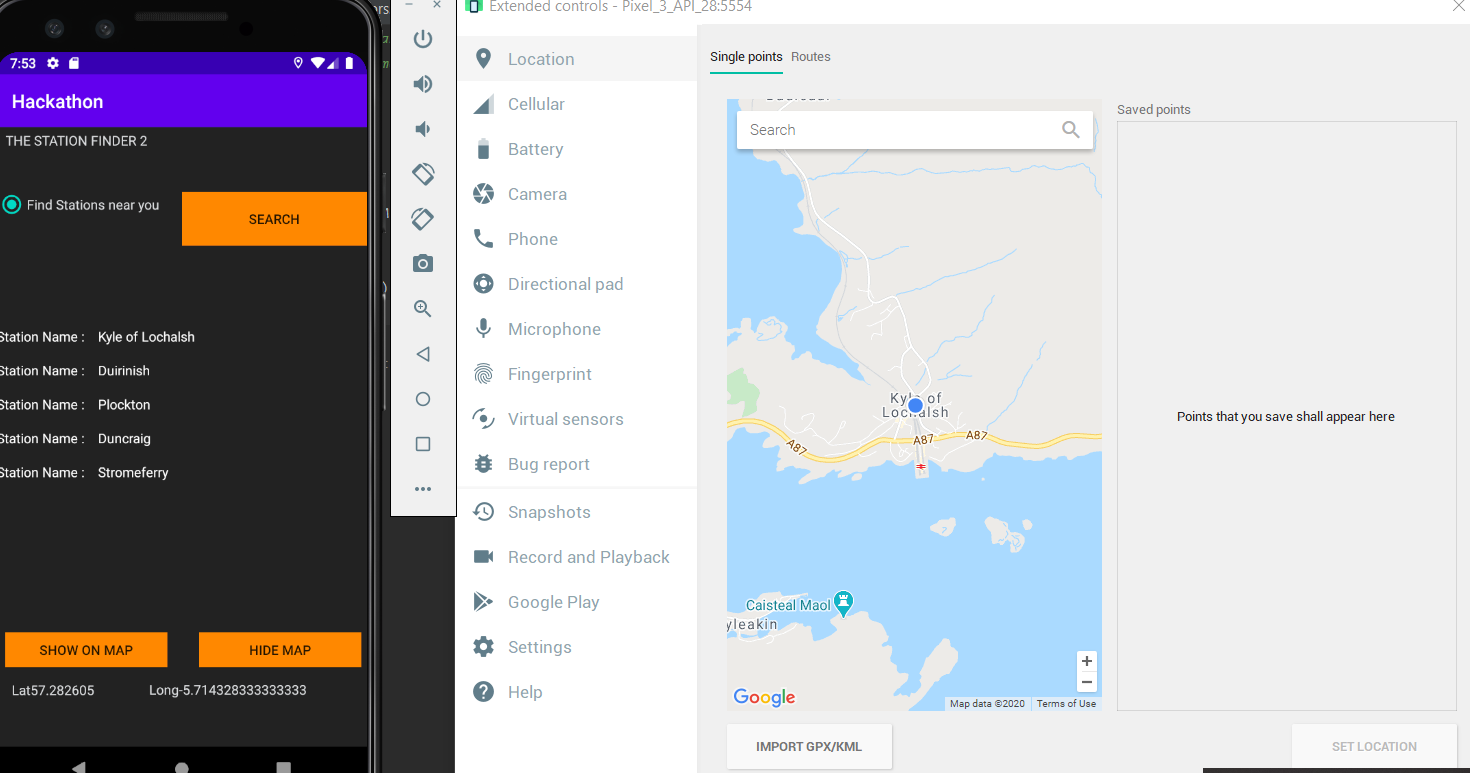 7:53
Hackathon
THE STATION FINDER 2
Find Stations near you
SEARCH
Station Name : Kyle of Lochalsh
Station Name : Duirinish
Station Name : Plockton
Station Name : Duncraig
Station Name : Stromeferry
SHOW ON MAP
HIDE MAP
Lat57.282605
Long-5.714328333333333
Extended controls - Pixel_3_API_28:5554
Location
Cellular
Battery
Camera
Phone
Directional pad
Microphone
Fingerprint
Virtual sensors
Bug report
Snapshots
Record and Playback
Google Play
Settings
Help
Single points
Routes
Search
Kyle of
Lochalsh
A87
A87
A87
Caisteal Maol
yleakin
Google
Map data ©2020
Terms of Use
Saved points
Points that you save shall appear here
IMPORT GPX/KML
SET LOCATION